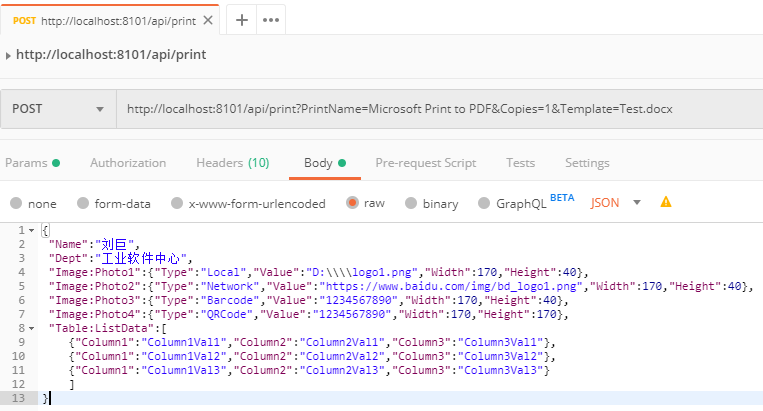 POST http://localhost:8101/api/print
http://localhost:8101/api/print
POST http://localhost:8101/api/print?PrintName=Microsoft Print to PDF&Copies=1&Template=Test.docx
Params Authorization Headers (10) Body Pre-request Script Tests Settings
none form-data x-www-form-urlencoded raw binary GraphQL BETA JSON
1 {
2 "Name":"刘巨",
3 "Dept":"工业软件中心",
4 "Image:Photo1":{"Type":"Local","Value":"D:\\\\logo1.png","Width":170,"Height":40},
5 "Image:Photo2":{"Type":"Network","Value":"https://www.baidu.com/img/bd_logo1.png","Width":170,"Height":40},
6 "Image:Photo3":{"Type":"Barcode","Value":"1234567890","Width":170,"Height":40},
7 "Image:Photo4":{"Type":"QRCode","Value":"1234567890","Width":170,"Height":170},
8 "Table:ListData":[
9 {"Column1":"Column1Val1","Column2":"Column2Val1","Column3":"Column3Val1"},
10 {"Column1":"Column1Val2","Column2":"Column2Val2","Column3":"Column3Val2"},
11 {"Column1":"Column1Val3","Column2":"Column2Val3","Column3":"Column3Val3"}
12 ]
13 }